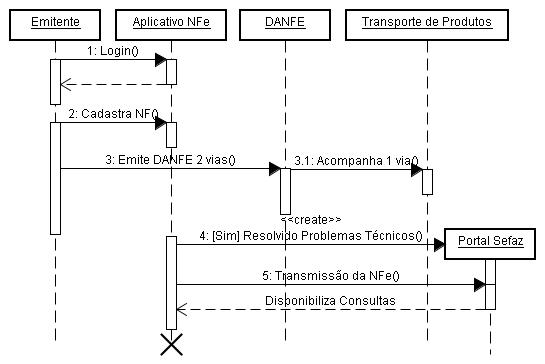 Emitente
Aplicativo NFe
DANFE
Transporte de Produtos
1: Login()
2: Cadastra NF()
3: Emite DANFE 2 vias()
3.1: Acompanha 1 via()
<<create>>
4: [Sim] Resolvido Problemas Técnicos()
Portal Sefaz
5: Transmissão da NFe()
Disponibiliza Consultas